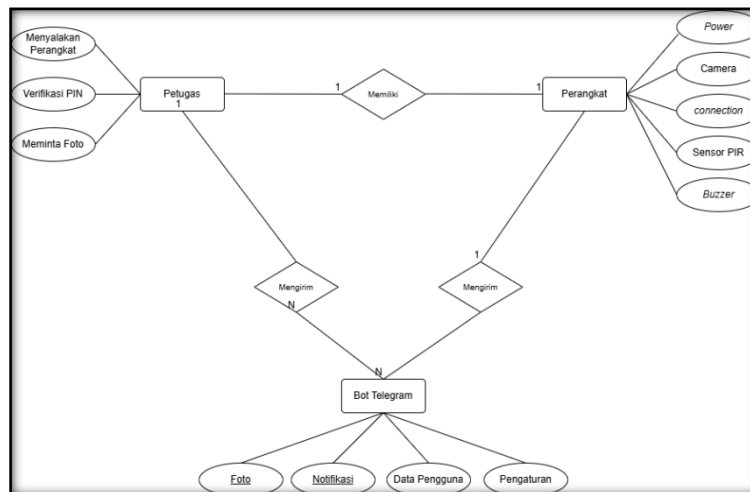 Menyalakan
Perangkat
Verifikasi PIN
Meminta Foto
Petugas
1
1
Memiliki
1
Perangkat
Power
Camera
connection
Sensor PIR
Buzzer
Mengirim
N
1
Mengirim
N
Bot Telegram
Foto
Notifikasi
Data Pengguna
Pengaturan